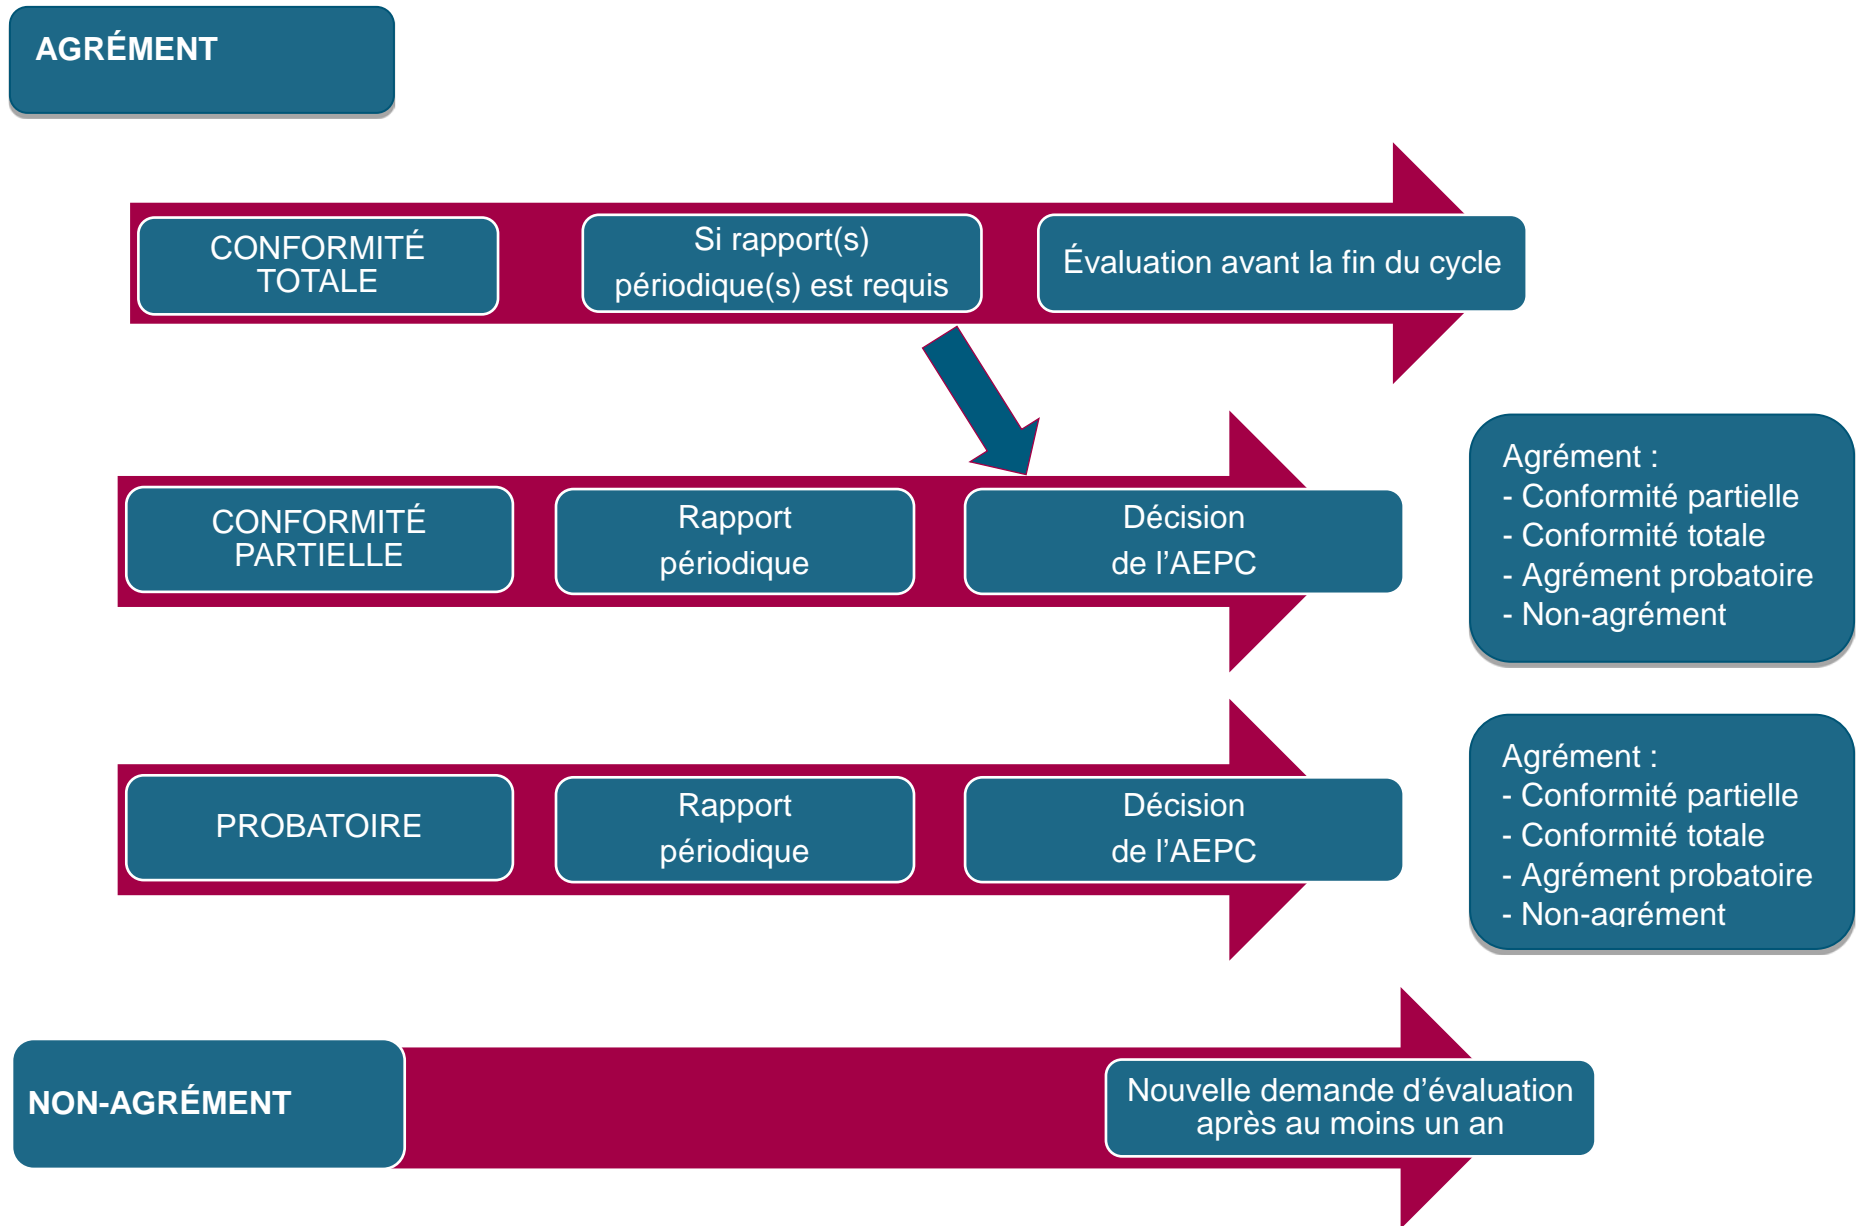 AGRÉMENT
CONFORMITÉ
TOTALE
Si rapport(s)
périodique(s) est requis
Évaluation avant la fin du cycle
CONFORMITÉ
PARTIELLE
Rapport
périodique
Décision
de l’AEPC
Agrément :
- Conformité partielle
- Conformité totale
- Agrément probatoire
- Non-agrément
PROBATOIRE
Rapport
périodique
Décision
de l’AEPC
Agrément :
- Conformité partielle
- Conformité totale
- Agrément probatoire
- Non-agrément
NON-AGRÉMENT
Nouvelle demande d’évaluation
après au moins un an